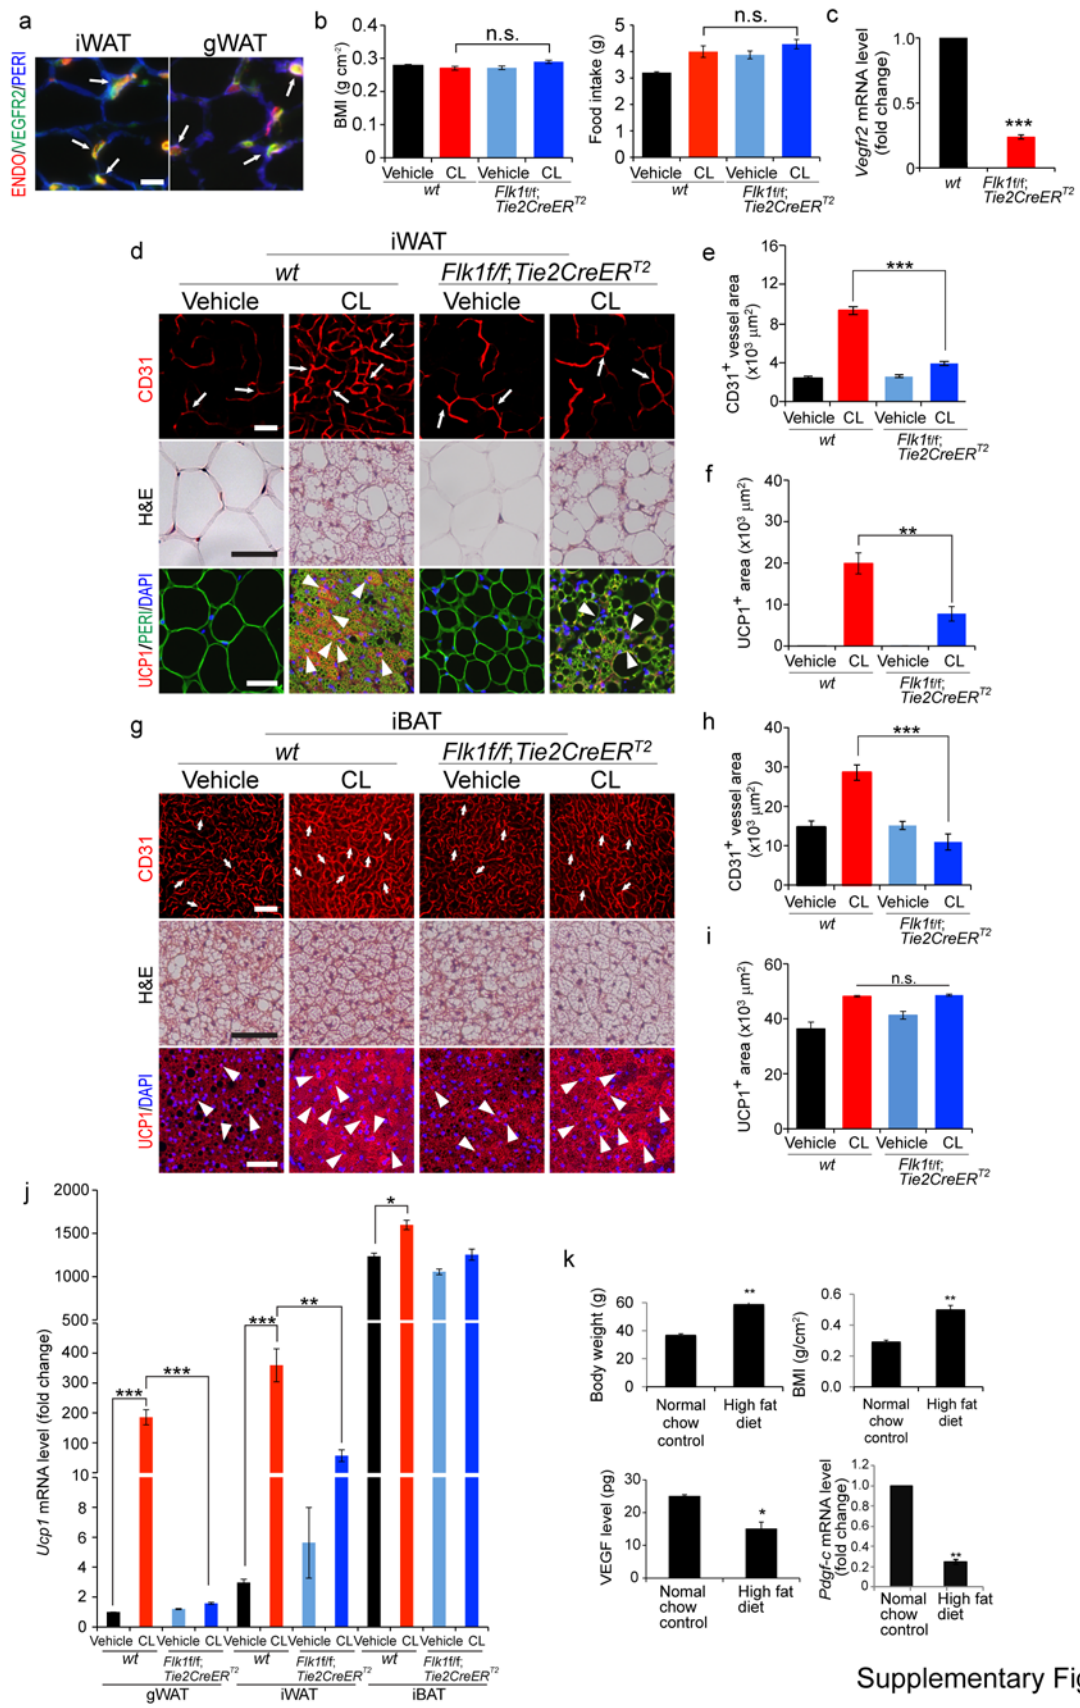 a
iWAT
gWAT
ENDO/VEGFR2/PERI
b
BMI (g cm-2)
0.4
0.3
0.2
0.1
0
n.s.
Vehicle CL Vehicle CL
wt Flk1f/f;
Tie2CreERT2
Food intake (g)
6
5
4
3
2
1
0
n.s.
Vehicle CL Vehicle CL
wt Flk1f/f;
Tie2CreERT2
c
Vegfr2 mRNA level
(fold change)
1.0
0.5
0
***
wt Flk1f/f;
Tie2CreERT2
d
iWAT
wt Flk1f/f;Tie2CreERT2
Vehicle CL Vehicle CL
CD31
H&E
UCP1/PERI/DAPI
e
CD31+ vessel area
(x10³ µm²)
16
12
8
4
0
***
Vehicle CL Vehicle CL
wt Flk1f/f;
Tie2CreERT2
f
UCP1+ area (x10³ µm²)
40
30
20
10
0
**
Vehicle CL Vehicle CL
wt Flk1f/f;
Tie2CreERT2
g
iBAT
wt Flk1f/f;Tie2CreERT2
Vehicle CL Vehicle CL
CD31
H&E
UCP1/DAPI
h
CD31+ vessel area
(x10³ µm²)
40
30
20
10
0
***
Vehicle CL Vehicle CL
wt Flk1f/f;
Tie2CreERT2
i
UCP1+ area (x10³ µm²)
60
40
20
0
n.s.
Vehicle CL Vehicle CL
wt Flk1f/f;
Tie2CreERT2
j
Ucp1 mRNA level (fold change)
2000
1500
1000
500
400
300
200
100
10
8
6
4
2
0
*** *** *** ** *
Vehicle CL Vehicle CL Vehicle CL Vehicle CL Vehicle CL Vehicle CL
wt Flk1f/f; wt Flk1f/f; wt Flk1f/f;
Tie2CreERT2 Tie2CreERT2 Tie2CreERT2
gWAT iWAT iBAT
k
Body weight (g)
60
40
20
0
**
Normal High fat
chow diet
control
BMI (g/cm²)
0.6
0.4
0.2
0.0
**
Normal High fat
chow diet
control
VEGF level (pg)
30
20
10
0
*
Nomal High fat
chow diet
control
Pdgf-c mRNA level
(fold change)
1.2
1.0
0.8
0.6
0.4
0.2
0
**
Normal High fat
chow diet
control
Supplementary Fig